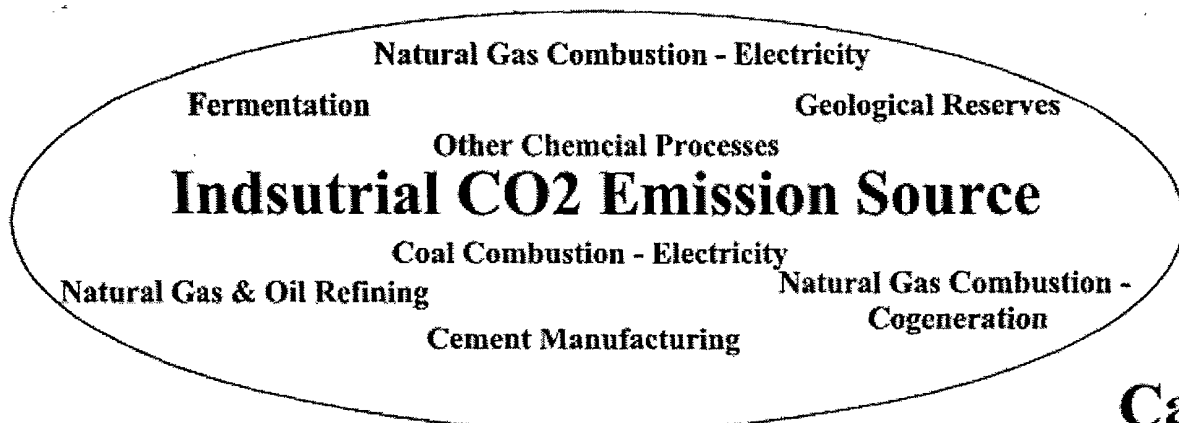 Natural Gas Combustion - Electricity
Fermentation
Geological Reserves
Other Chemcial Processes
Indsutrial CO2 Emission Source
Coal Combustion - Electricity
Natural Gas & Oil Refining
Natural Gas Combustion -
Cogeneration
Cement Manufacturing
Ca